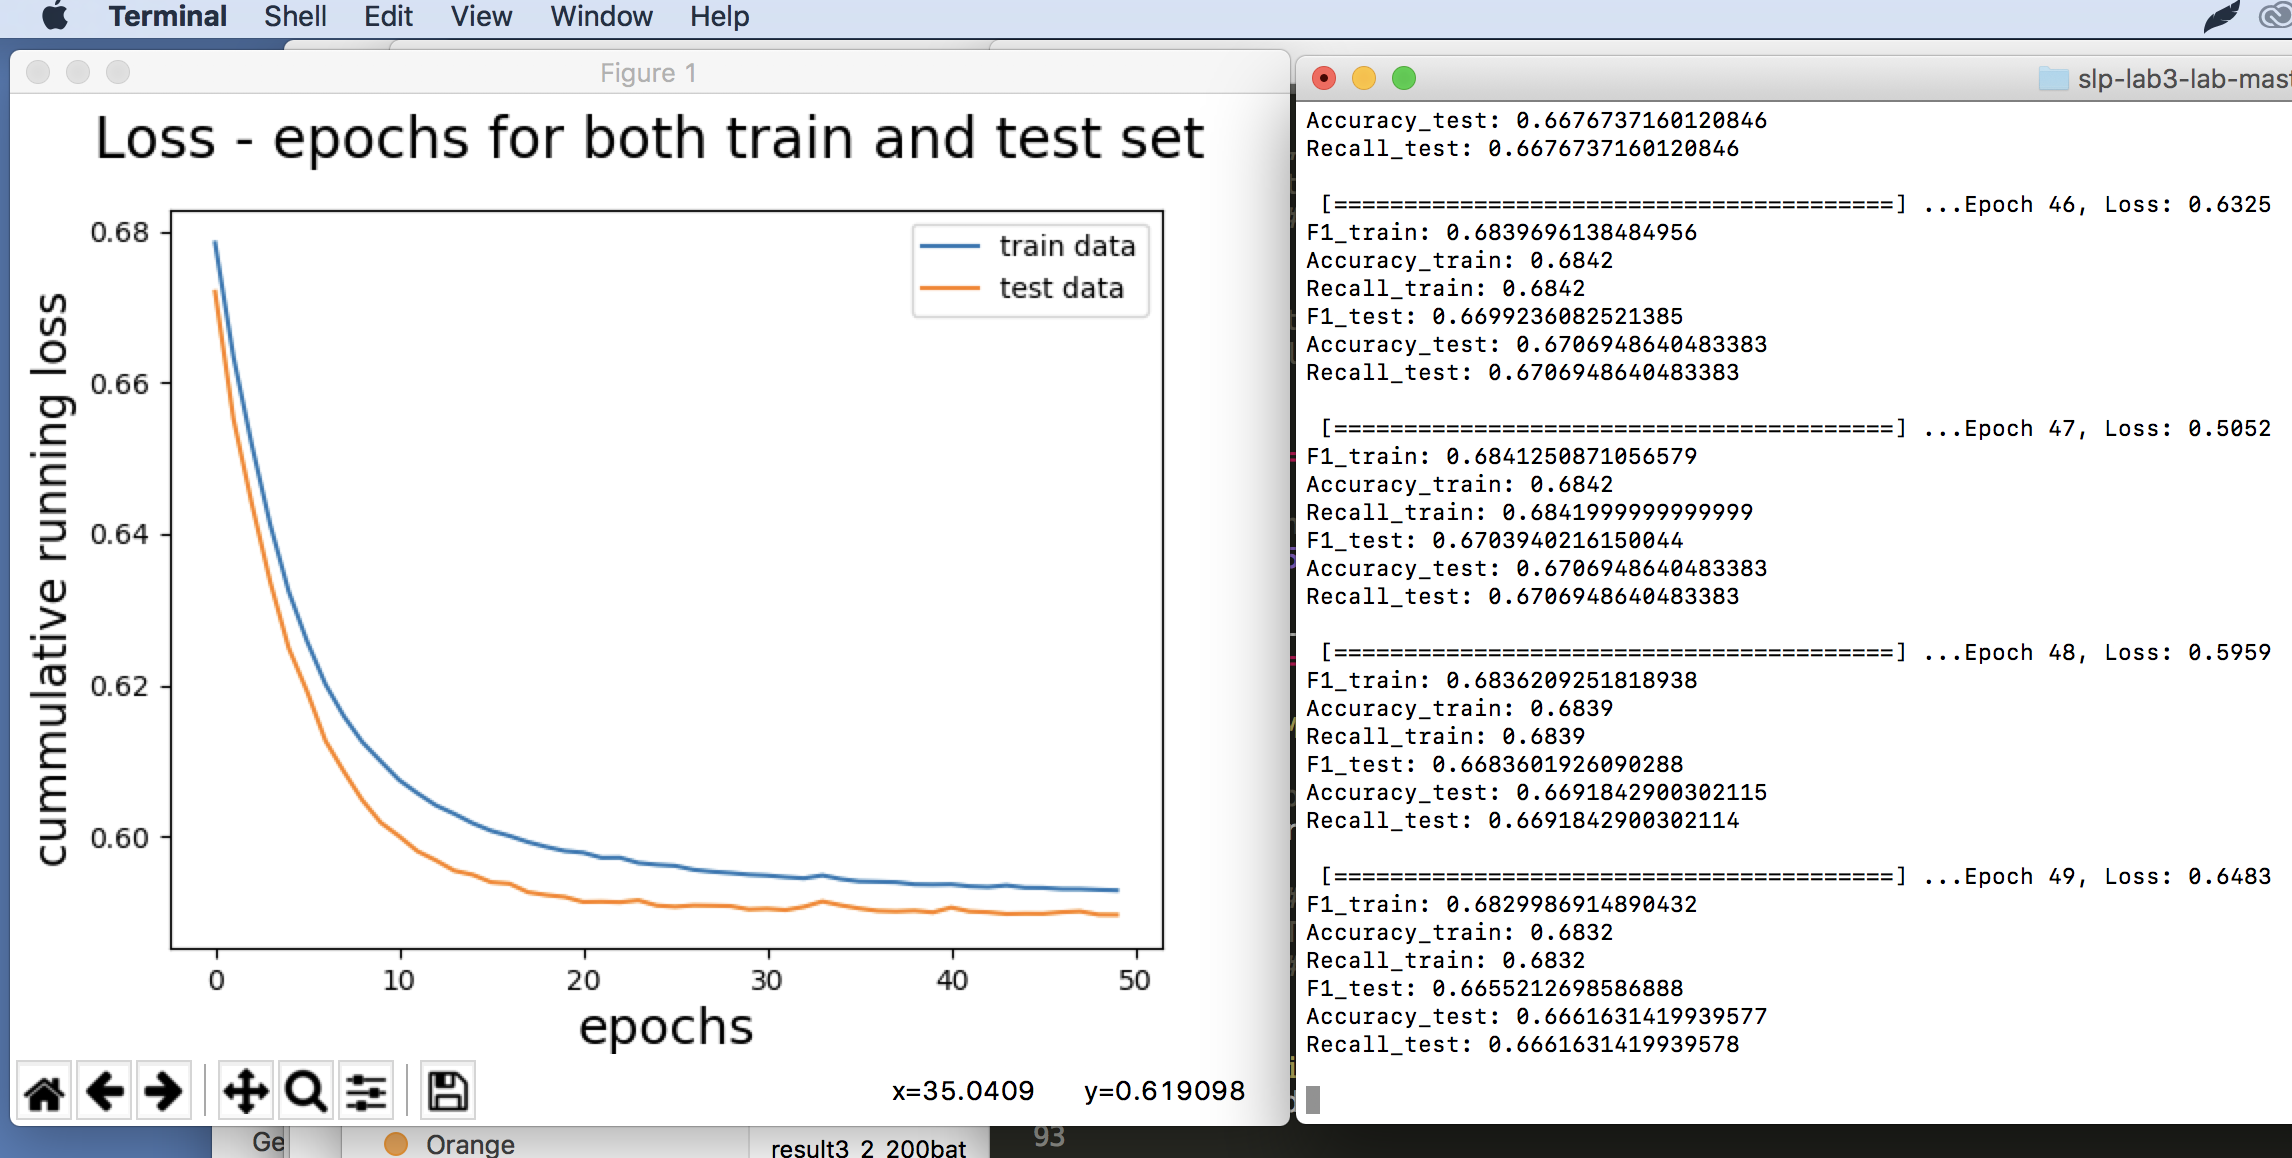 Terminal Shell Edit View Window Help
Figure 1
Loss - epochs for both train and test set
cummulative running loss
0.68
0.66
0.64
0.62
0.60
train data
test data
0 10 20 30 40 50
epochs
x=35.0409 y=0.619098
Orange
result3_2_200bat
93
slp-lab3-lab-mast
Accuracy_test: 0.6676737160120846
Recall_test: 0.6676737160120846
[========================================] ...Epoch 46, Loss: 0.6325
F1_train: 0.6839696138484956
Accuracy_train: 0.6842
Recall_train: 0.6842
F1_test: 0.6699236082521385
Accuracy_test: 0.6706948640483383
Recall_test: 0.6706948640483383
[========================================] ...Epoch 47, Loss: 0.5052
F1_train: 0.6841250871056579
Accuracy_train: 0.6842
Recall_train: 0.6841999999999999
F1_test: 0.6703940216150044
Accuracy_test: 0.6706948640483383
Recall_test: 0.6706948640483383
[========================================] ...Epoch 48, Loss: 0.5959
F1_train: 0.6836209251818938
Accuracy_train: 0.6839
Recall_train: 0.6839
F1_test: 0.6683601926090288
Accuracy_test: 0.6691842900302115
Recall_test: 0.6691842900302114
[========================================] ...Epoch 49, Loss: 0.6483
F1_train: 0.6829986914890432
Accuracy_train: 0.6832
Recall_train: 0.6832
F1_test: 0.6655212698586888
Accuracy_test: 0.6661631419939577
Recall_test: 0.6661631419939578